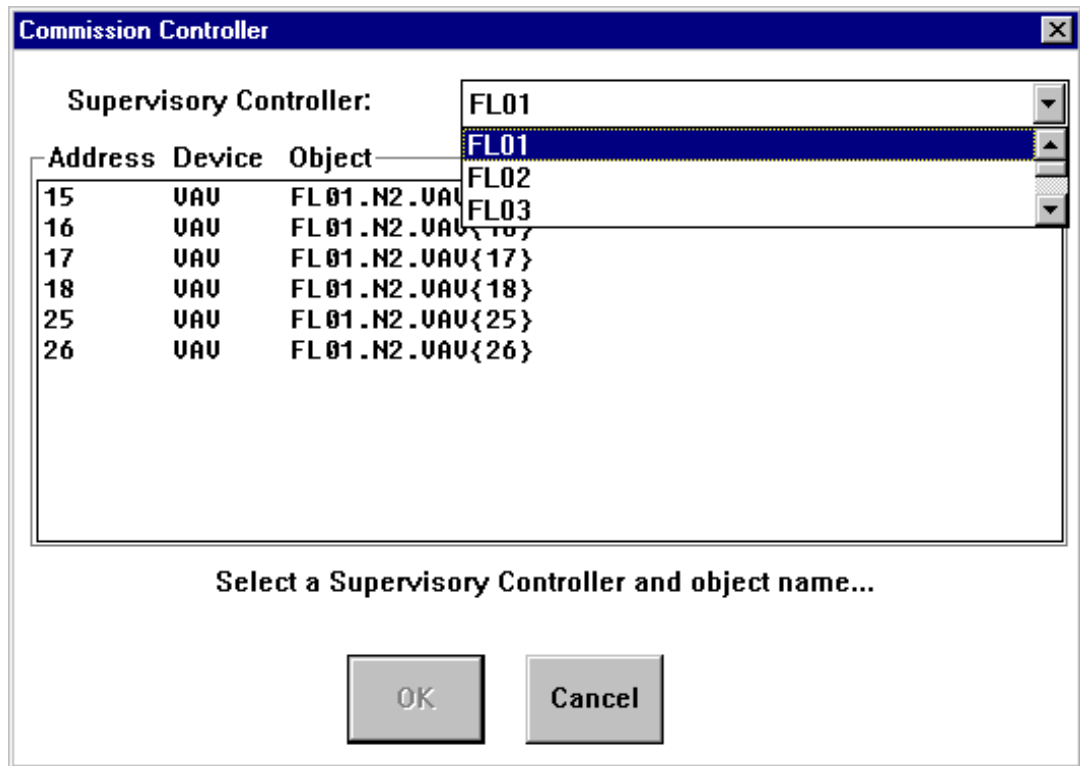 Commission Controller
Supervisory Controller: FL01
FL01
FL02
FL03
Address Device Object
15 VAV FL01.N2.VAV
16 VAV FL01.N2.VAV{16}
17 VAV FL01.N2.VAV{17}
18 VAV FL01.N2.VAV{18}
25 VAV FL01.N2.VAV{25}
26 VAV FL01.N2.VAV{26}
Select a Supervisory Controller and object name...
OK Cancel